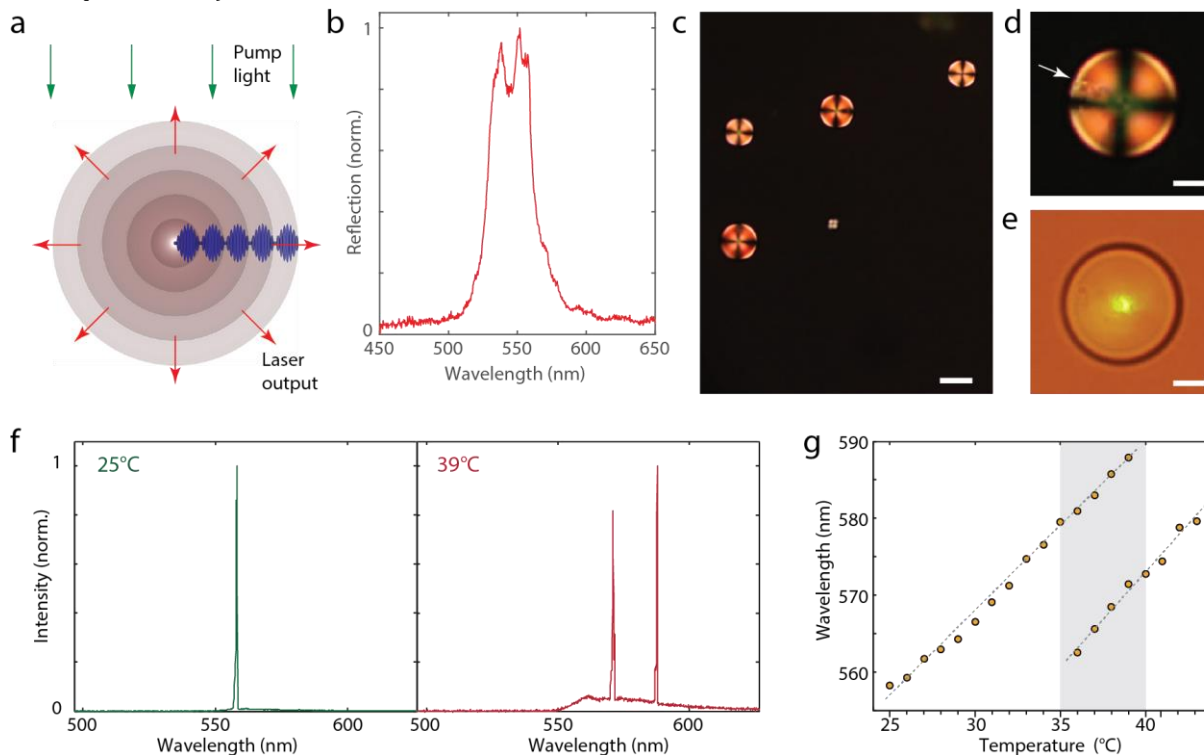 a
Pump
light
Laser
output
b
Reflection (norm.)
1
0
450 500 550 600 650
Wavelength (nm)
c
d
e
f
25°C
39°C
Intensity (norm.)
1
0
500 550 600 500 550 600
Wavelength (nm) Wavelength (nm)
g
Wavelength (nm)
590
580
570
560
25 30 35 40
Temperature (°C)